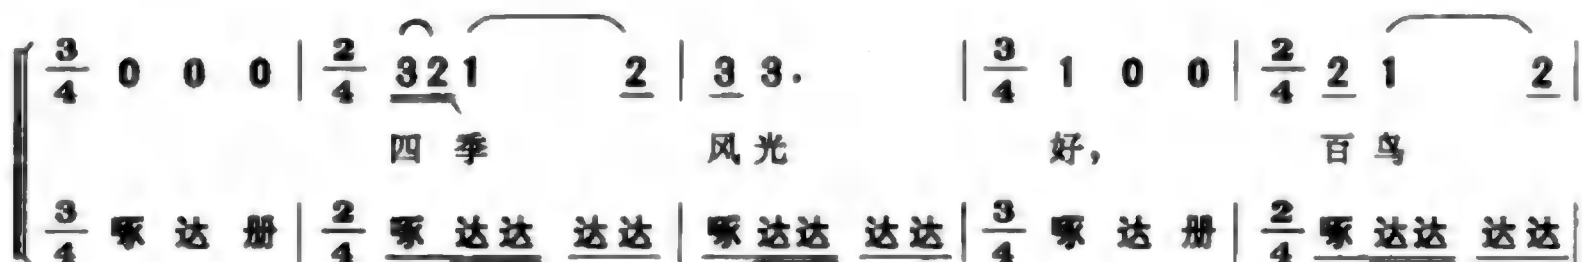 3/4 0 0 0 | 2/4 3 2 1 2 | 3 3. | 3/4 1 0 0 | 2/4 2 1 2 |
四季 风光 好， 百鸟
3/4 啄 达 册 | 2/4 啄 达达 达达 | 啄 达达 达达 | 3/4 啄 达 册 | 2/4 啄 达达 达达 |